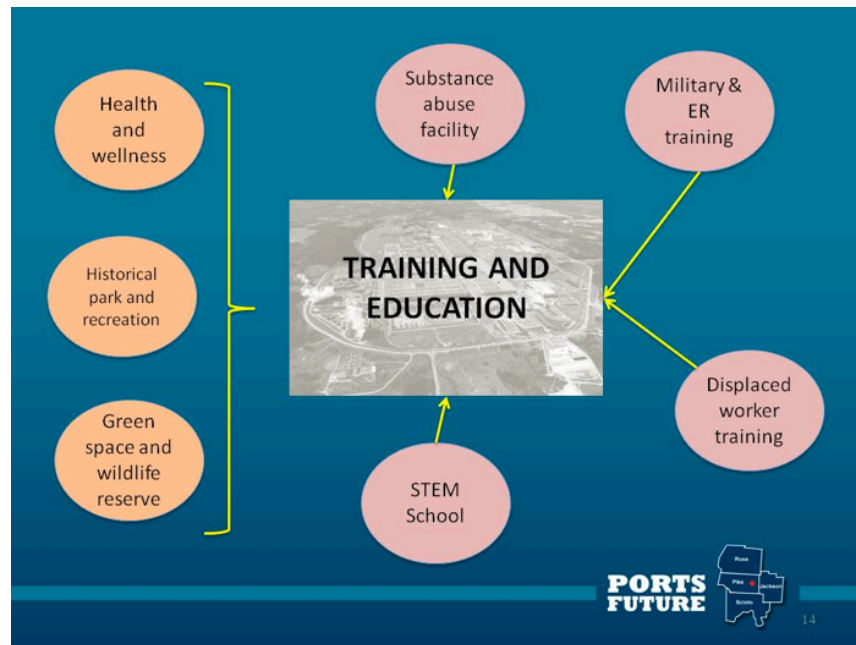 Health
and
wellness
Historical
park and
recreation
Green
space and
wildlife
reserve
Substance
abuse
facility
Military &
ER
training
TRAINING AND
EDUCATION
Displaced
worker
training
STEM
School
PORTS
FUTURE
Ross
Pike
Jackson
Scioto
14